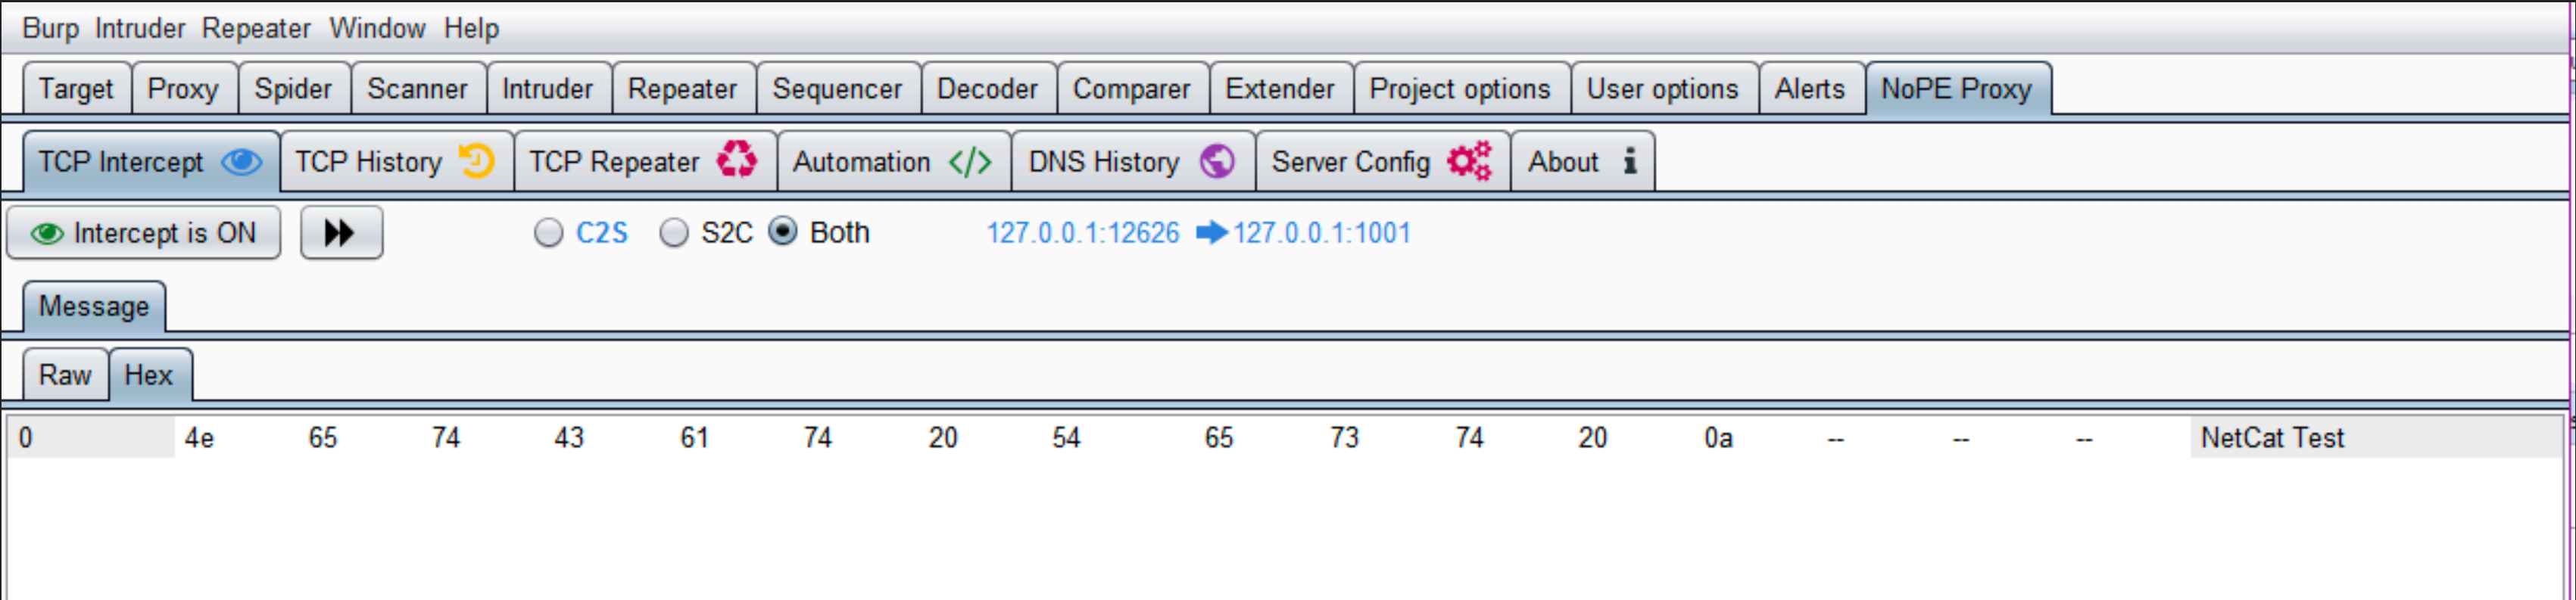 Burp Intruder Repeater Window Help
Target Proxy Spider Scanner Intruder Repeater Sequencer Decoder Comparer Extender Project options User options Alerts NoPE Proxy
TCP Intercept TCP History TCP Repeater Automation </> DNS History Server Config About i
Intercept is ON C2S S2C Both 127.0.0.1:12626 127.0.0.1:1001
Message
Raw Hex
0 4e 65 74 43 61 74 20 54 65 73 74 20 0a -- -- -- NetCat Test